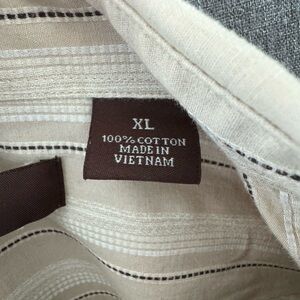 XL
100% COTTON
MADE IN
VIETNAM